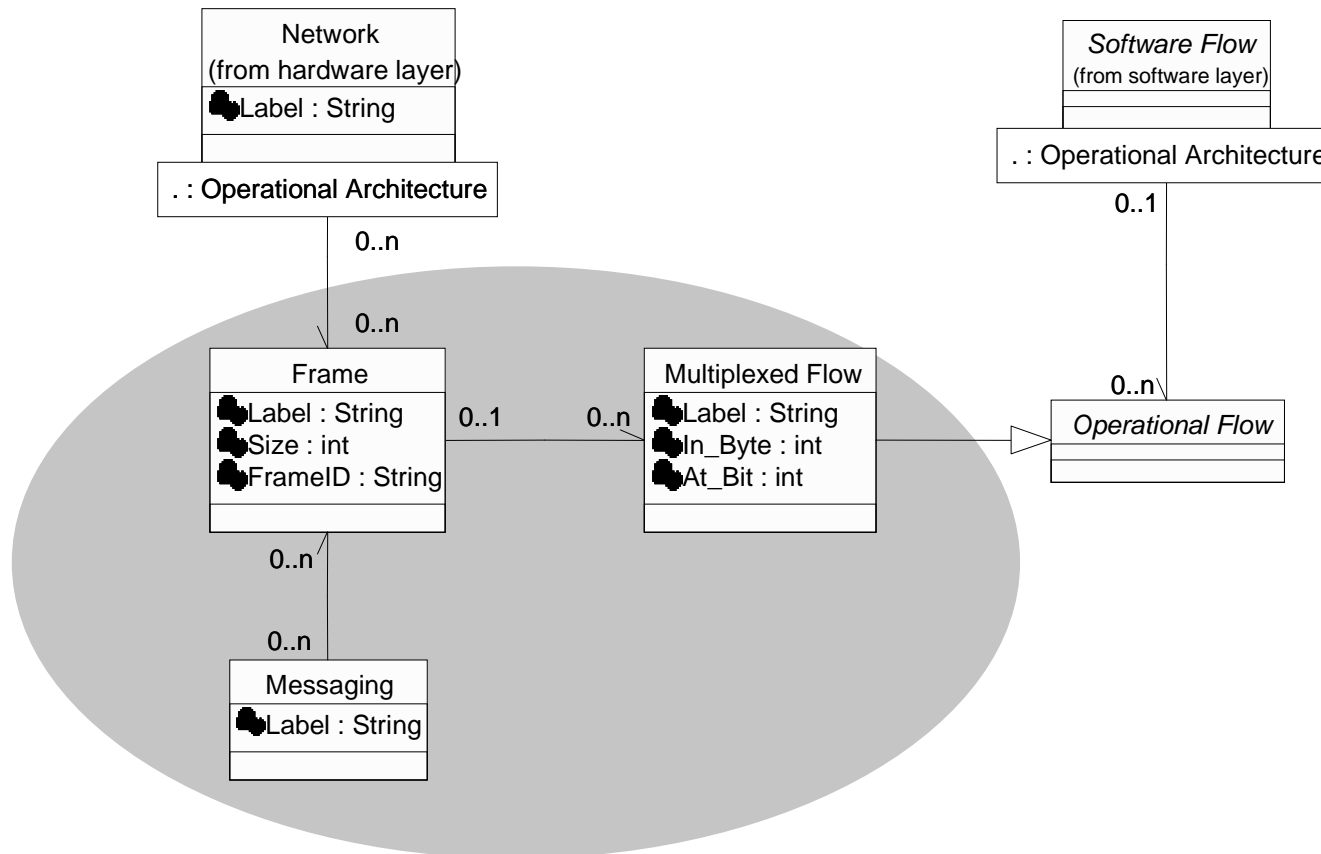 Network
(from hardware layer)
Label : String
. : Operational Architecture
0..n
0..n
Software Flow
(from software layer)
. : Operational Architecture
0..1
0..n
Frame
Label : String
Size : int
FrameID : String
0..1
0..n
Multiplexed Flow
Label : String
In_Byte : int
At_Bit : int
Operational Flow
0..n
0..n
Messaging
Label : String